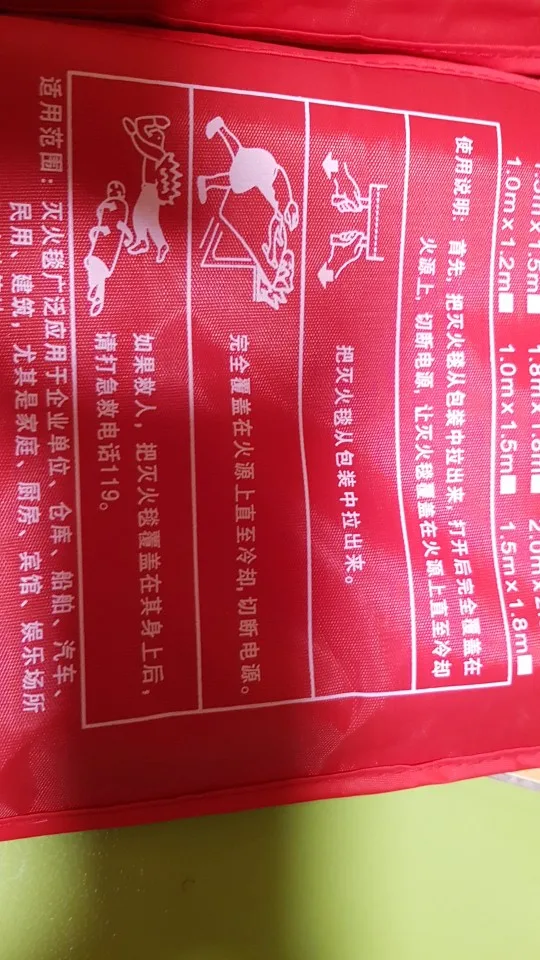 1.5m■ 1.8m×1.8m■
1.0m×1.2m■ 1.0m×1.5m■ 1.5m×1.8m■
使用说明：首先，把灭火毯从包装中拉出来，打开后完全覆盖在
火源上，切断电源，让灭火毯覆盖在火源上直至冷却
把灭火毯从包装中拉出来。
完全覆盖在火源上直至冷却,切断电源。
如果救人，把灭火毯覆盖在其身上后，
请打急救电话119。
适用范围：灭火毯广泛应用于企业单位、仓库、船舶、汽车、
民用、建筑，尤其是家庭、厨房、宾馆、娱乐场所